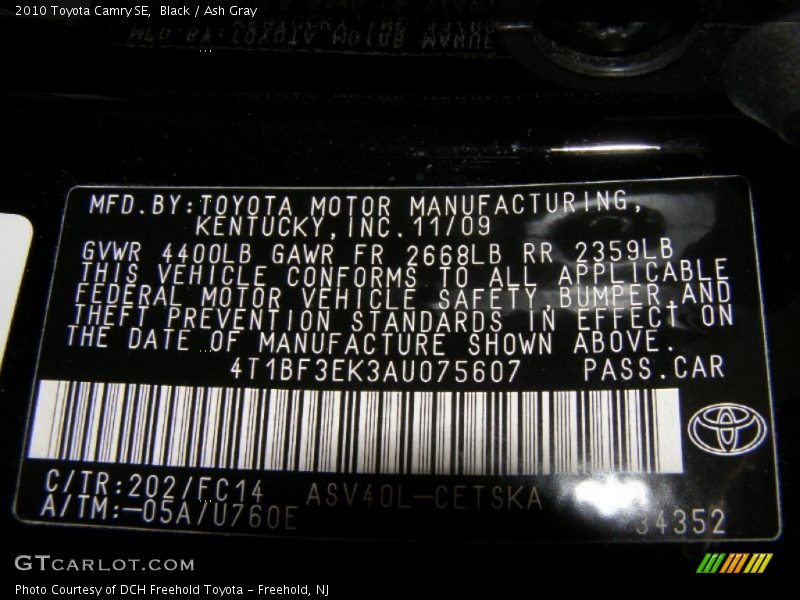 2010 Toyota Camry SE,  Black / Ash Gray
MFD.BY:TOYOTA MOTOR MANUFACTURING,
KENTUCKY,INC. 11/09
GVWR 4400LB GAWR FR 2668LB RR 2359LB
THIS VEHICLE CONFORMS TO ALL APPLICABLE
FEDERAL MOTOR VEHICLE SAFETY,BUMPER,AND
THEFT PREVENTION STANDARDS IN EFFECT ON
THE DATE OF MANUFACTURE SHOWN ABOVE.
4T1BF3EK3AU075607 PASS.CAR
C/TR:202/FC14 ASV40L-CETSKA
A/TM:-05A/U760E 34352
GTCARLOT.COM
Photo Courtesy of DCH Freehold Toyota - Freehold, NJ